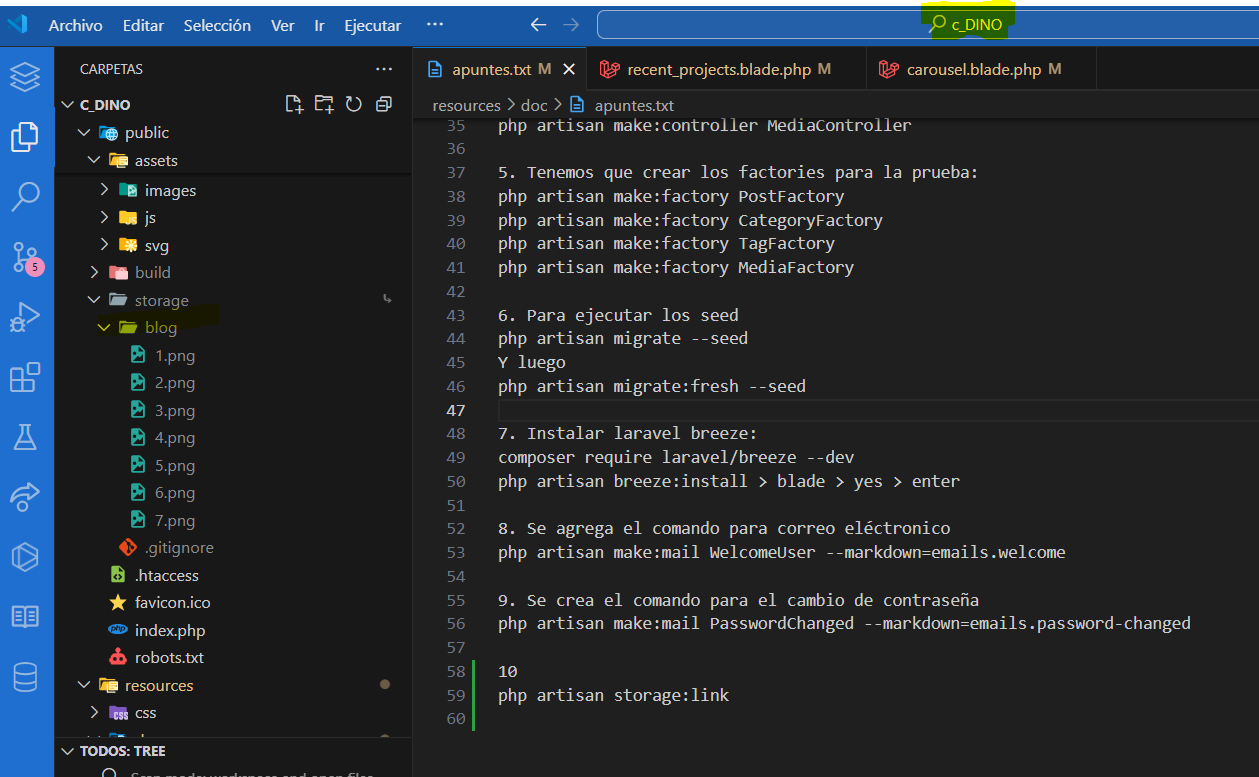 Archivo Editar Selección Ver Ir Ejecutar ··· c_DINO
CARPETAS ···
C_DINO
public
assets
images
js
svg
build
storage
blog
1.png
2.png
3.png
4.png
5.png
6.png
7.png
.gitignore
.htaccess
favicon.ico
index.php
robots.txt
resources
css
TODOS: TREE
5
apuntes.txt M
recent_projects.blade.php M
carousel.blade.php M
resources > doc > apuntes.txt
35 php artisan make:controller MediaController
36
37 5. Tenemos que crear los factories para la prueba:
38 php artisan make:factory PostFactory
39 php artisan make:factory CategoryFactory
40 php artisan make:factory TagFactory
41 php artisan make:factory MediaFactory
42
43 6. Para ejecutar los seed
44 php artisan migrate --seed
45 Y luego
46 php artisan migrate:fresh --seed
47
48 7. Instalar laravel breeze:
49 composer require laravel/breeze --dev
50 php artisan breeze:install > blade > yes > enter
51
52 8. Se agrega el comando para correo eléctronico
53 php artisan make:mail WelcomeUser --markdown=emails.welcome
54
55 9. Se crea el comando para el cambio de contraseña
56 php artisan make:mail PasswordChanged --markdown=emails.password-changed
57
58 10
59 php artisan storage:link
60